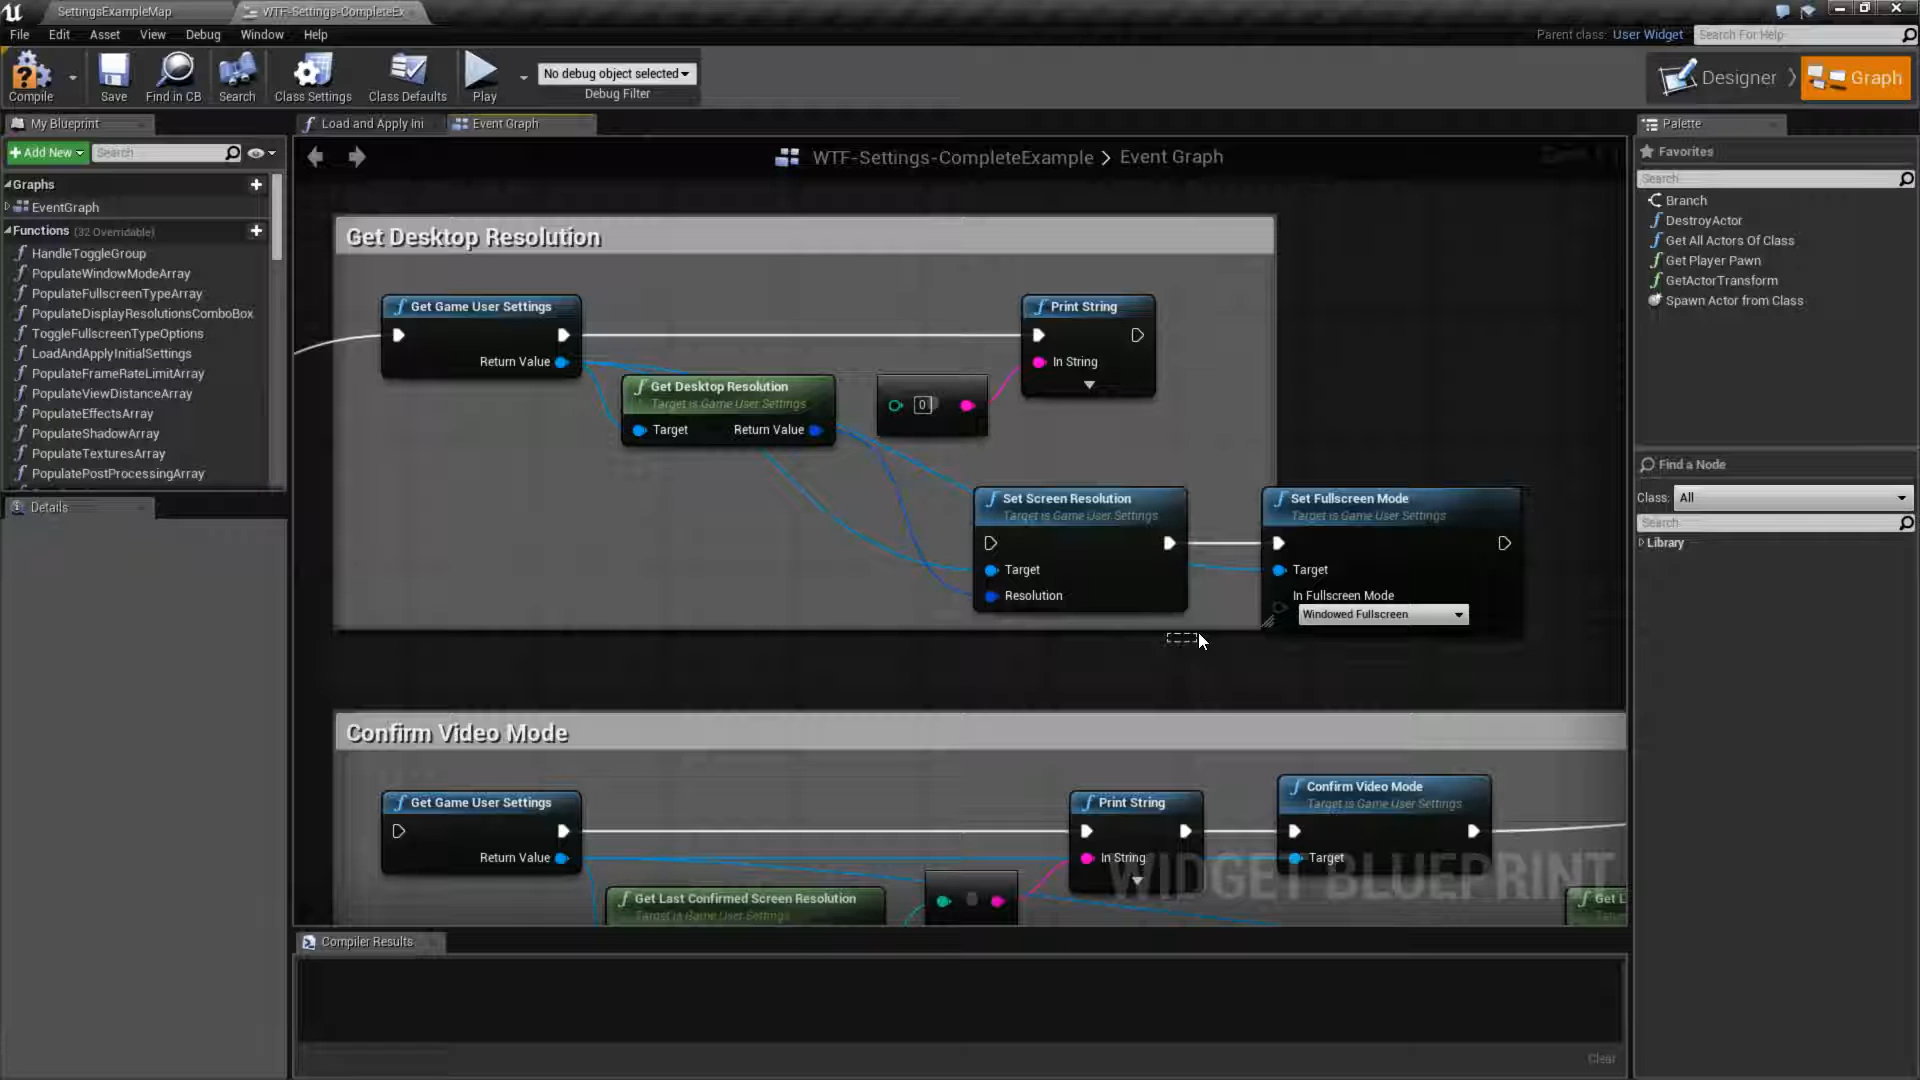 SettingsExampleMap
WTF-Settings-CompleteEx
File Edit Asset View Debug Window Help
Parent class: User Widget
Search For Help
Compile
Save
Find in CB
Search
Class Settings
Class Defaults
Play
No debug object selected
Debug Filter
Designer
Graph
My Blueprint
Load and Apply Ini
Event Graph
Palette
Add New
Search
WTF-Settings-CompleteExample > Event Graph
Favorites
Search
Graphs
EventGraph
Functions (32 Overridable)
HandleToggleGroup
PopulateWindowModeArray
PopulateFullscreenTypeArray
PopulateDisplayResolutionsComboBox
ToggleFullscreenTypeOptions
LoadAndApplyInitialSettings
PopulateFrameRateLimitArray
PopulateViewDistanceArray
PopulateEffectsArray
PopulateShadowArray
PopulateTexturesArray
PopulatePostProcessingArray
Details
Branch
DestroyActor
Get All Actors Of Class
Get Player Pawn
GetActorTransform
Spawn Actor from Class
Find a Node
Class: All
Search
Library
Get Desktop Resolution
Get Game User Settings
Return Value
Print String
In String
Get Desktop Resolution
Target is Game User Settings
Target Return Value
0
Set Screen Resolution
Target is Game User Settings
Target
Resolution
Set Fullscreen Mode
Target is Game User Settings
Target
In Fullscreen Mode
Windowed Fullscreen
Confirm Video Mode
Get Game User Settings
Return Value
Print String
In String
Confirm Video Mode
Target is Game User Settings
Target
Get Last Confirmed Screen Resolution
Target is Game User Settings
Get L
WIDGET BLUEPRINT
Compiler Results
Clear